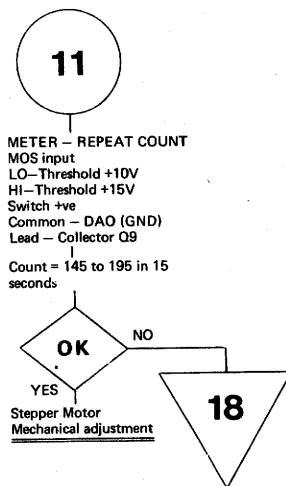 11
METER – REPEAT COUNT
MOS input
LO–Threshold +10V
HI–Threshold +15V
Switch +ve
Common – DAO (GND)
Lead – Collector Q9
Count = 145 to 195 in 15
seconds
OK
NO
YES
18
Stepper Motor
Mechanical adjustment